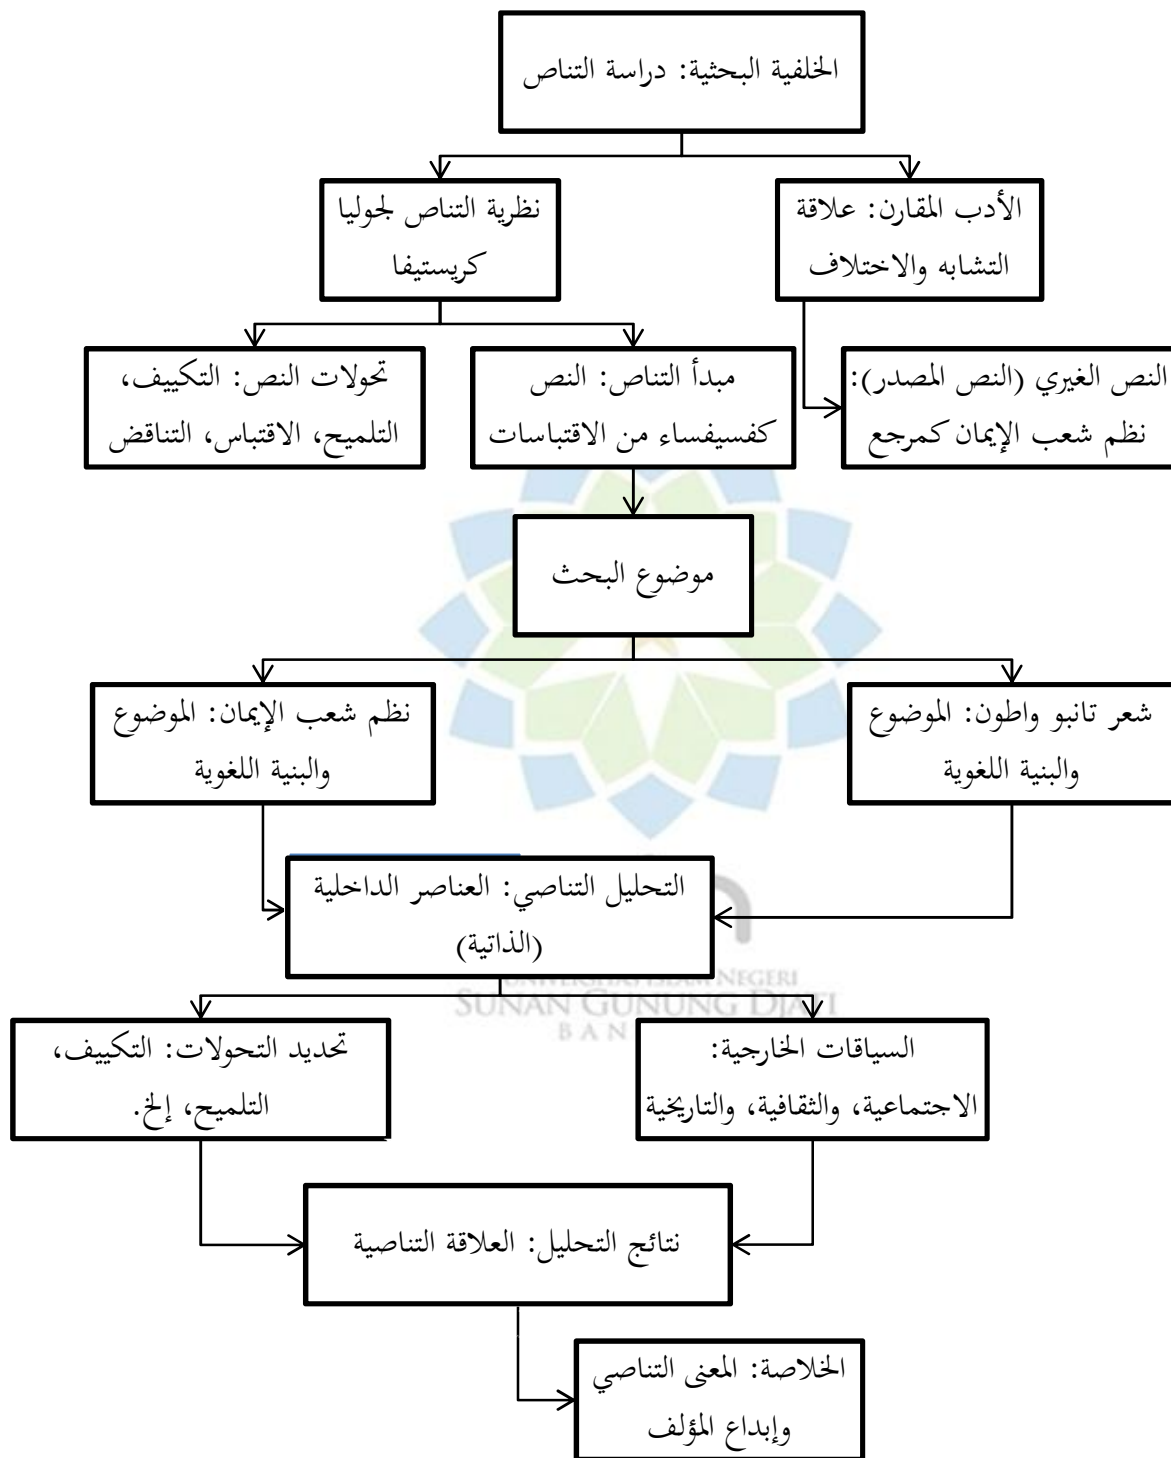 الخلفية البحثية: دراسة التناص
الأدب المقارن: علاقة
التشابه والاختلاف
نظرية التناص لجوليا
كريستيفا
النص الغيري (النص المصدر):
نظم شعب الإيمان كمرجع
مبدأ التناص: النص
كفسيفساء من الاقتباسات
تحولات النص: التكييف،
التلميح، الاقتباس، التناقض
موضوع البحث
شعر تانبو واطون: الموضوع
والبنية اللغوية
نظم شعب الإيمان: الموضوع
والبنية اللغوية
التحليل التناصي: العناصر الداخلية
(الذاتية)
UNIVERSITAS ISLAM NEGERI
SUNAN GUNUNG DJATI
BAN
السياقات الخارجية:
الاجتماعية، والثقافية، والتاريخية
تحديد التحولات: التكييف،
التلميح، إلخ.
نتائج التحليل: العلاقة التناصية
الخلاصة: المعنى التناصي
وإبداع المؤلف